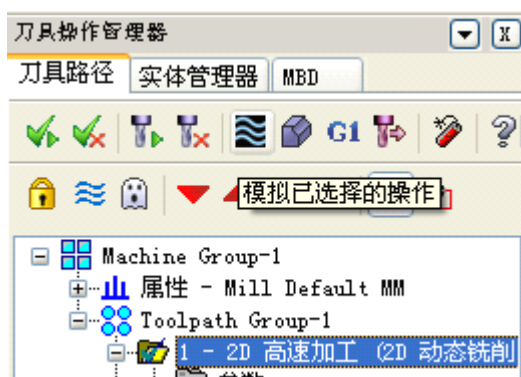 刀具操作管理器
刀具路径 实体管理器 MBD
G1
模拟已选择的操作
Machine Group-1
属性 - Mill Default MM
Toolpath Group-1
1 - 2D 高速加工 (2D 动态铣削